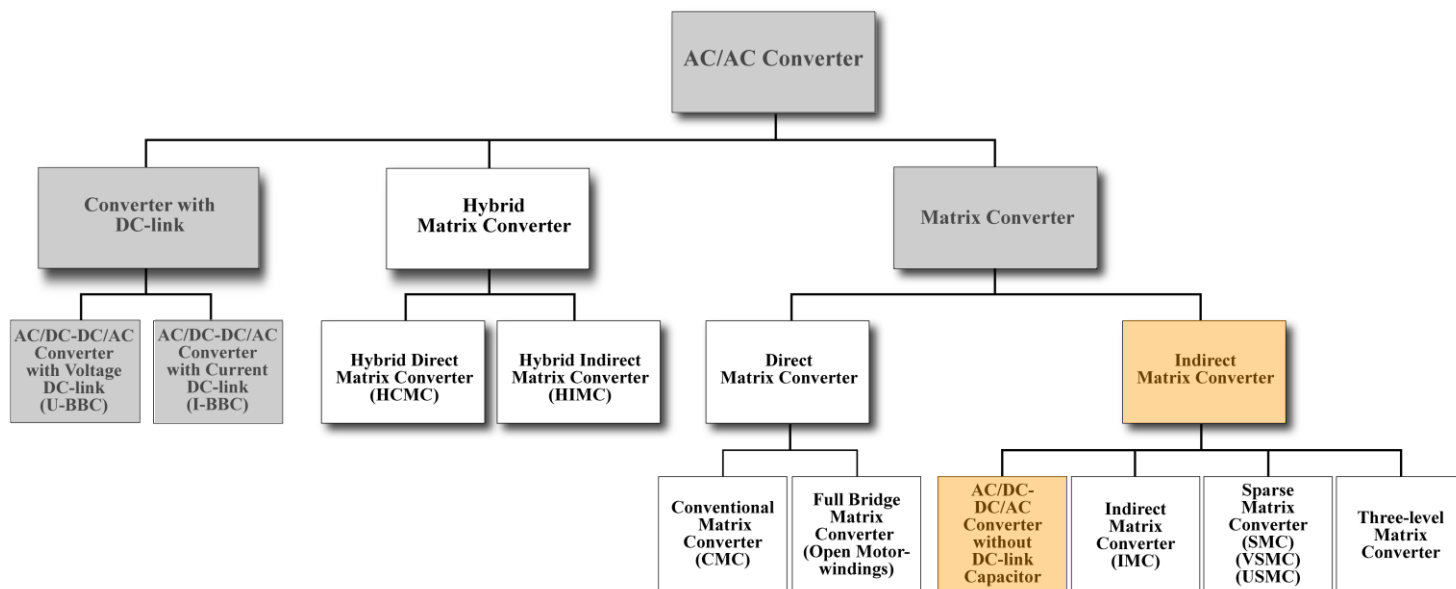 AC/AC Converter
Converter with
DC-link
Hybrid
Matrix Converter
Matrix Converter
AC/DC-DC/AC
Converter
with Voltage
DC-link
(U-BBC)
AC/DC-DC/AC
Converter
with Current
DC-link
(I-BBC)
Hybrid Direct
Matrix Converter
(HCMC)
Hybrid Indirect
Matrix Converter
(HIMC)
Direct
Matrix Converter
Indirect
Matrix Converter
Conventional
Matrix
Converter
(CMC)
Full Bridge
Matrix
Converter
(Open Motor-
windings)
AC/DC-
DC/AC
Converter
without
DC-link
Capacitor
Indirect
Matrix
Converter
(IMC)
Sparse
Matrix
Converter
(SMC)
(VSMC)
(USMC)
Three-level
Matrix
Converter